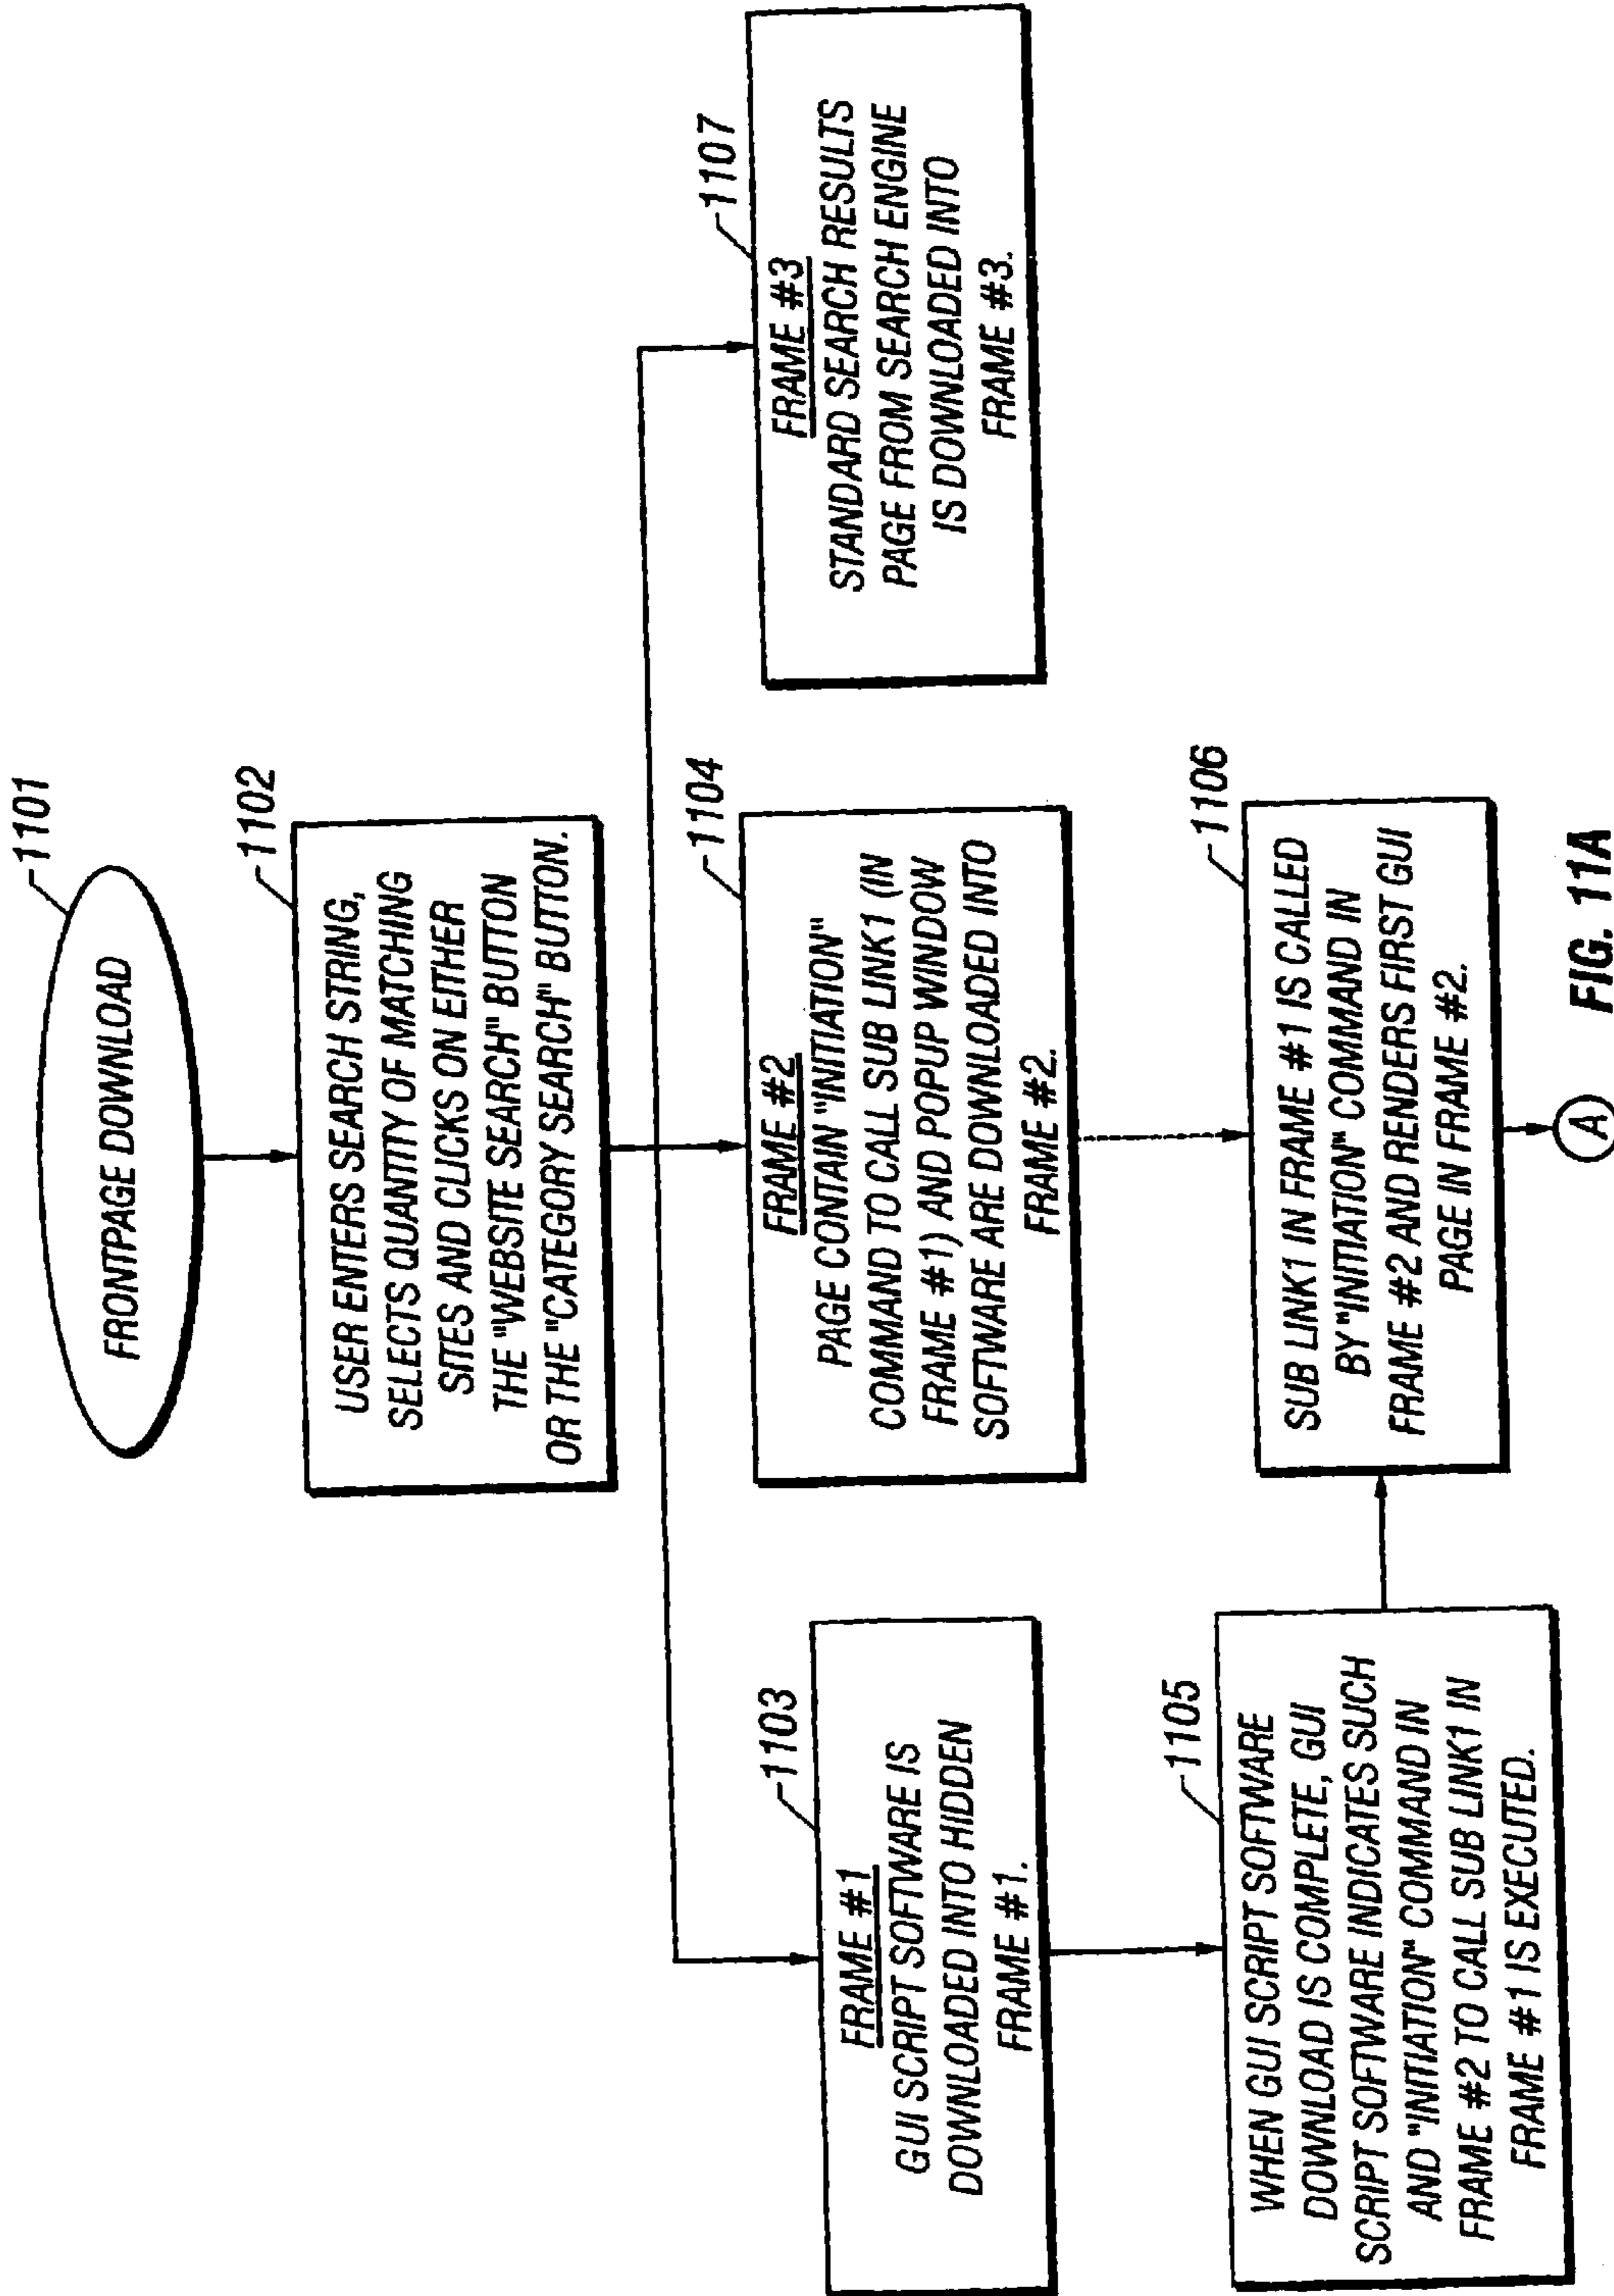 1101
FRONTPAGE DOWNLOAD
1102
USER ENTERS SEARCH STRING,
SELECTS QUANTITY OF MATCHING
SITES AND CLICKS ON EITHER
THE "WEBSITE SEARCH" BUTTON
OR THE "CATEGORY SEARCH" BUTTON.
1103
FRAME #1
GUI SCRIPT SOFTWARE IS
DOWNLOADED INTO HIDDEN
FRAME #1.
1104
FRAME #2
PAGE CONTAIN "INITIATION"
COMMAND TO CALL SUB LINK1 (IN
FRAME #1) AND POPUP WINDOW
SOFTWARE ARE DOWNLOADED INTO
FRAME #2.
1107
FRAME #3
STANDARD SEARCH RESULTS
PAGE FROM SEARCH ENGINE
IS DOWNLOADED INTO
FRAME #3.
1105
WHEN GUI SCRIPT SOFTWARE
DOWNLOAD IS COMPLETE, GUI
SCRIPT SOFTWARE INDICATES SUCH
AND "INITIATION" COMMAND IN
FRAME #2 TO CALL SUB LINK1 IN
FRAME #1 IS EXECUTED.
1106
SUB LINK1 IN FRAME #1 IS CALLED
BY "INITIATION" COMMAND IN
FRAME #2 AND RENDERS FIRST GUI
PAGE IN FRAME #2.
A
FIG. 11A